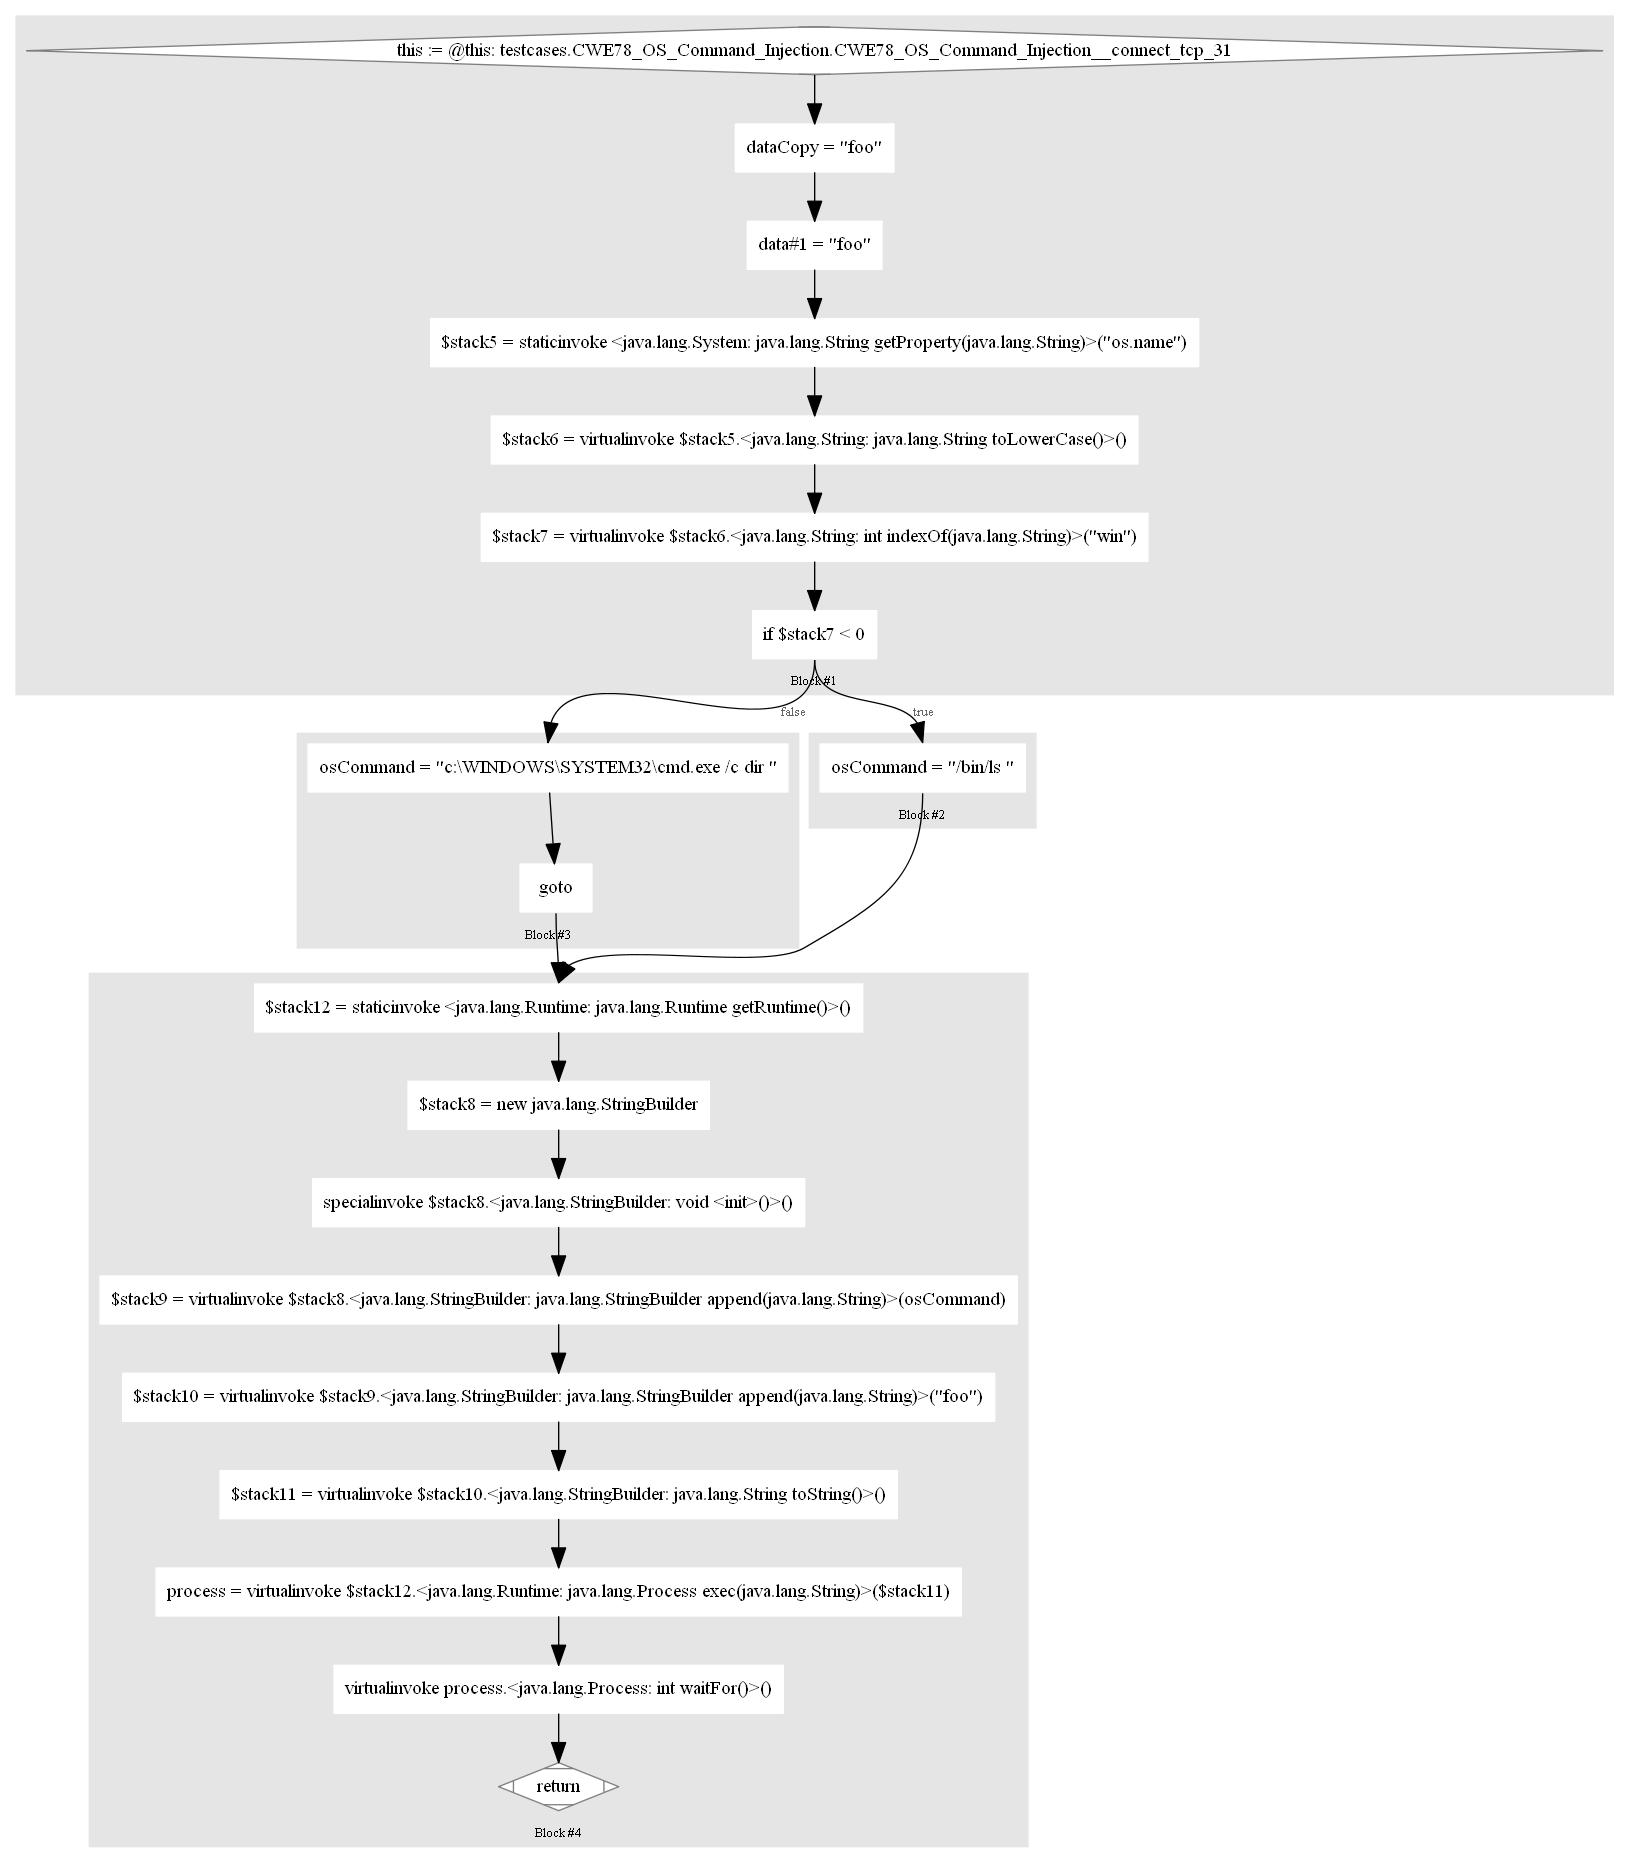 this := @this: testcases.CWE78_OS_Command_Injection.CWE78_OS_Command_Injection__connect_tcp_31
dataCopy = "foo"
data#1 = "foo"
$stack5 = staticinvoke <java.lang.System: java.lang.String getProperty(java.lang.String)>("os.name")
$stack6 = virtualinvoke $stack5.<java.lang.String: java.lang.String toLowerCase()>()
$stack7 = virtualinvoke $stack6.<java.lang.String: int indexOf(java.lang.String)>("win")
if $stack7 < 0
Block #1
false
true
osCommand = "c:\WINDOWS\SYSTEM32\cmd.exe /c dir "
osCommand = "/bin/ls "
Block #2
goto
Block #3
$stack12 = staticinvoke <java.lang.Runtime: java.lang.Runtime getRuntime()>()
$stack8 = new java.lang.StringBuilder
specialinvoke $stack8.<java.lang.StringBuilder: void <init>()>()
$stack9 = virtualinvoke $stack8.<java.lang.StringBuilder: java.lang.StringBuilder append(java.lang.String)>(osCommand)
$stack10 = virtualinvoke $stack9.<java.lang.StringBuilder: java.lang.StringBuilder append(java.lang.String)>("foo")
$stack11 = virtualinvoke $stack10.<java.lang.StringBuilder: java.lang.String toString()>()
process = virtualinvoke $stack12.<java.lang.Runtime: java.lang.Process exec(java.lang.String)>($stack11)
virtualinvoke process.<java.lang.Process: int waitFor()>()
return
Block #4